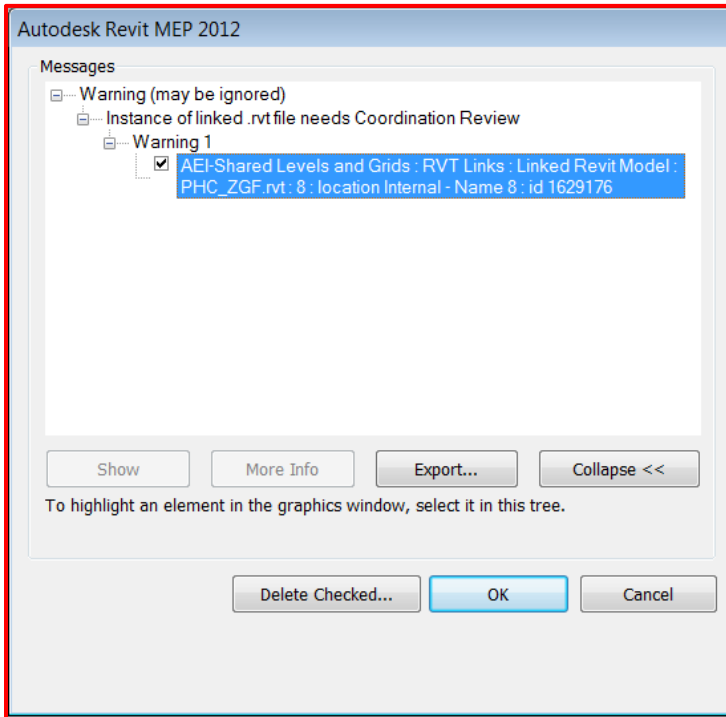 Autodesk Revit MEP 2012
Messages
Warning (may be ignored)
Instance of linked .rvt file needs Coordination Review
Warning 1
AEI-Shared Levels and Grids : RVT Links : Linked Revit Model :
PHC_ZGF.rvt : 8 : location Internal - Name 8 : id 1629176
Show More Info Export... Collapse <<
To highlight an element in the graphics window, select it in this tree.
Delete Checked... OK Cancel